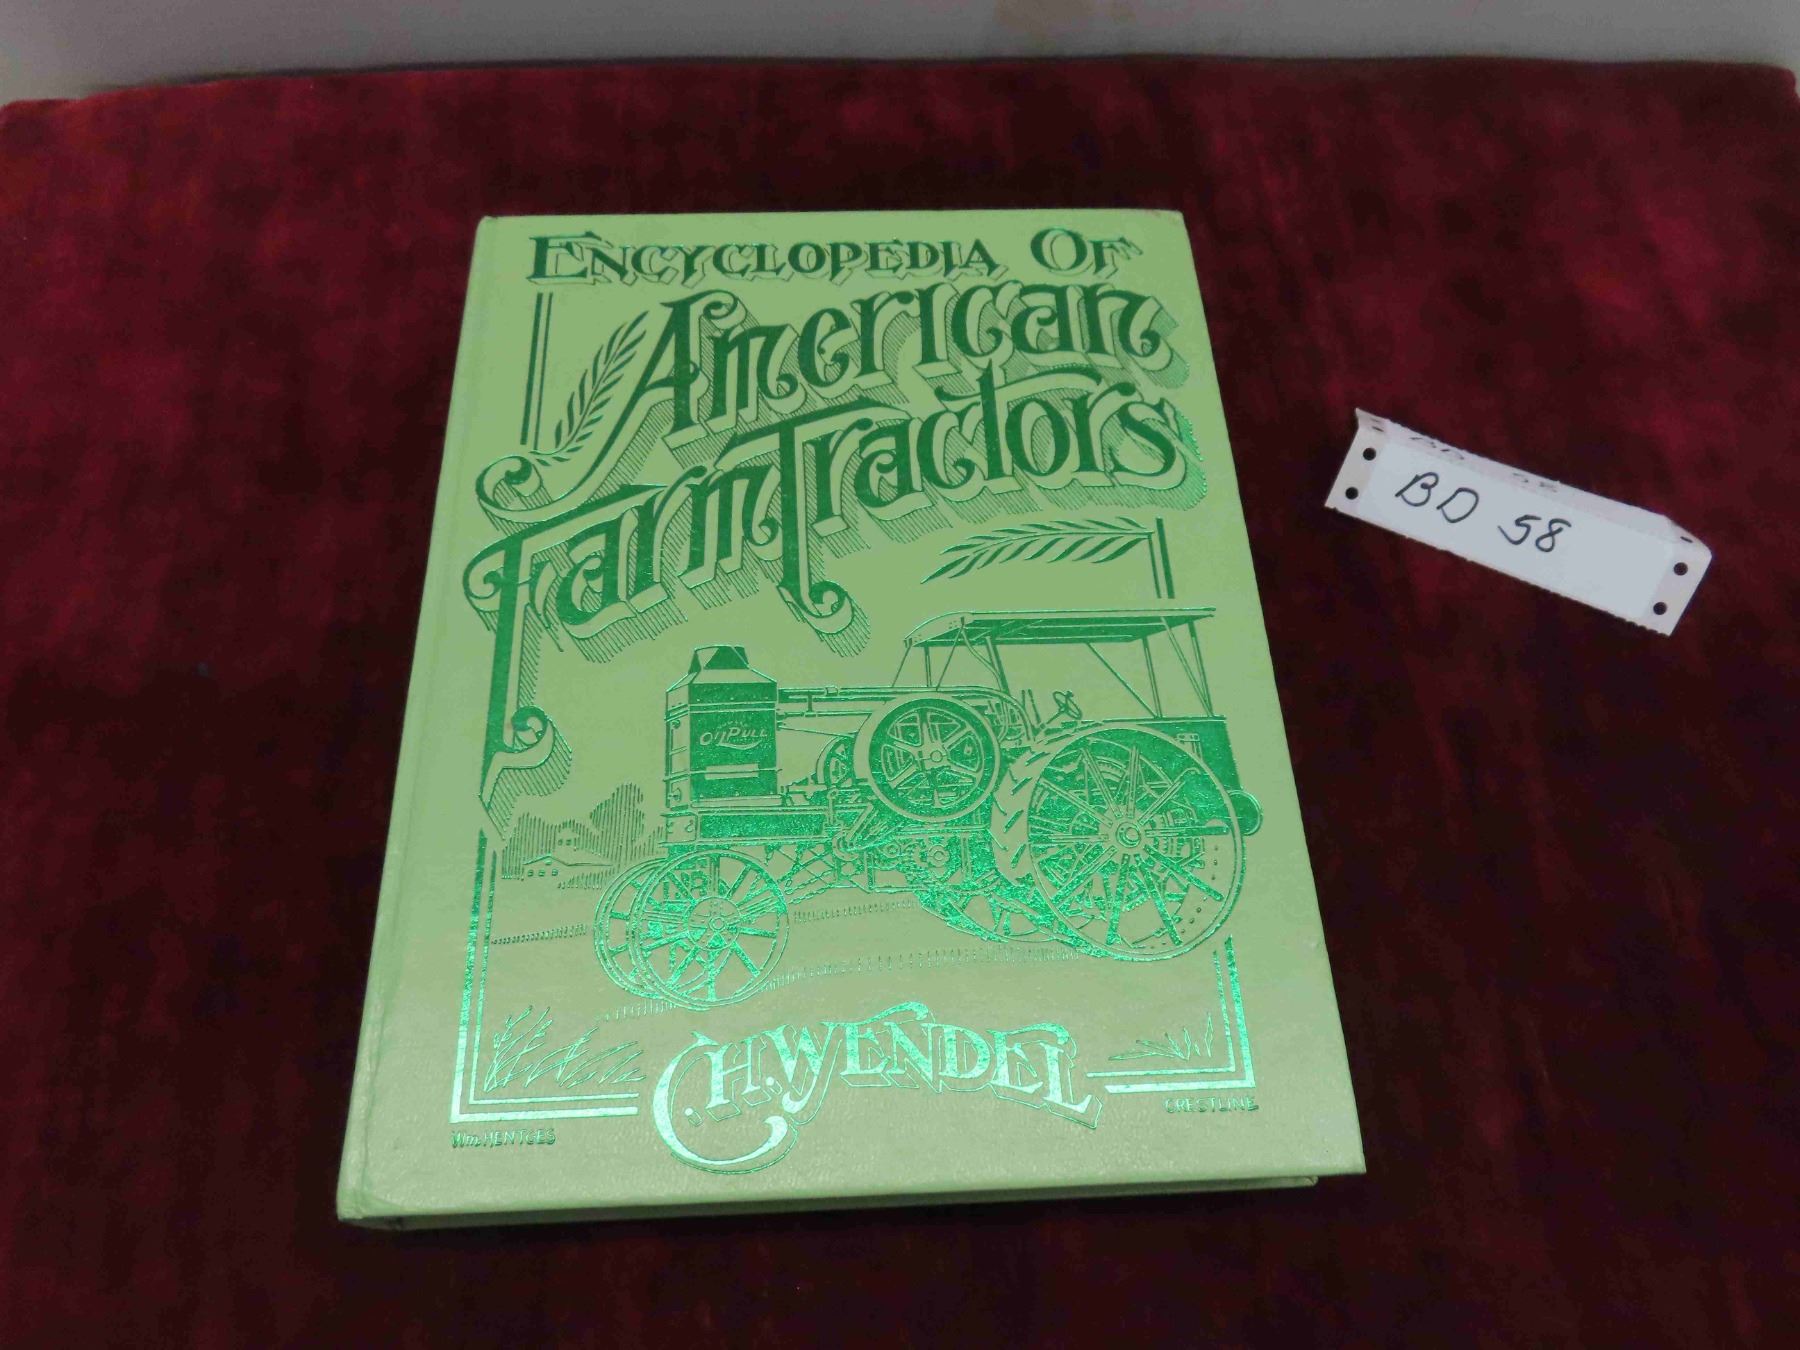 ENCYCLOPEDIA OF
American
Farm Tractors
OILPULL
C.H. WENDEL
Wm. HENTGES
CRESTLINE
BD 58